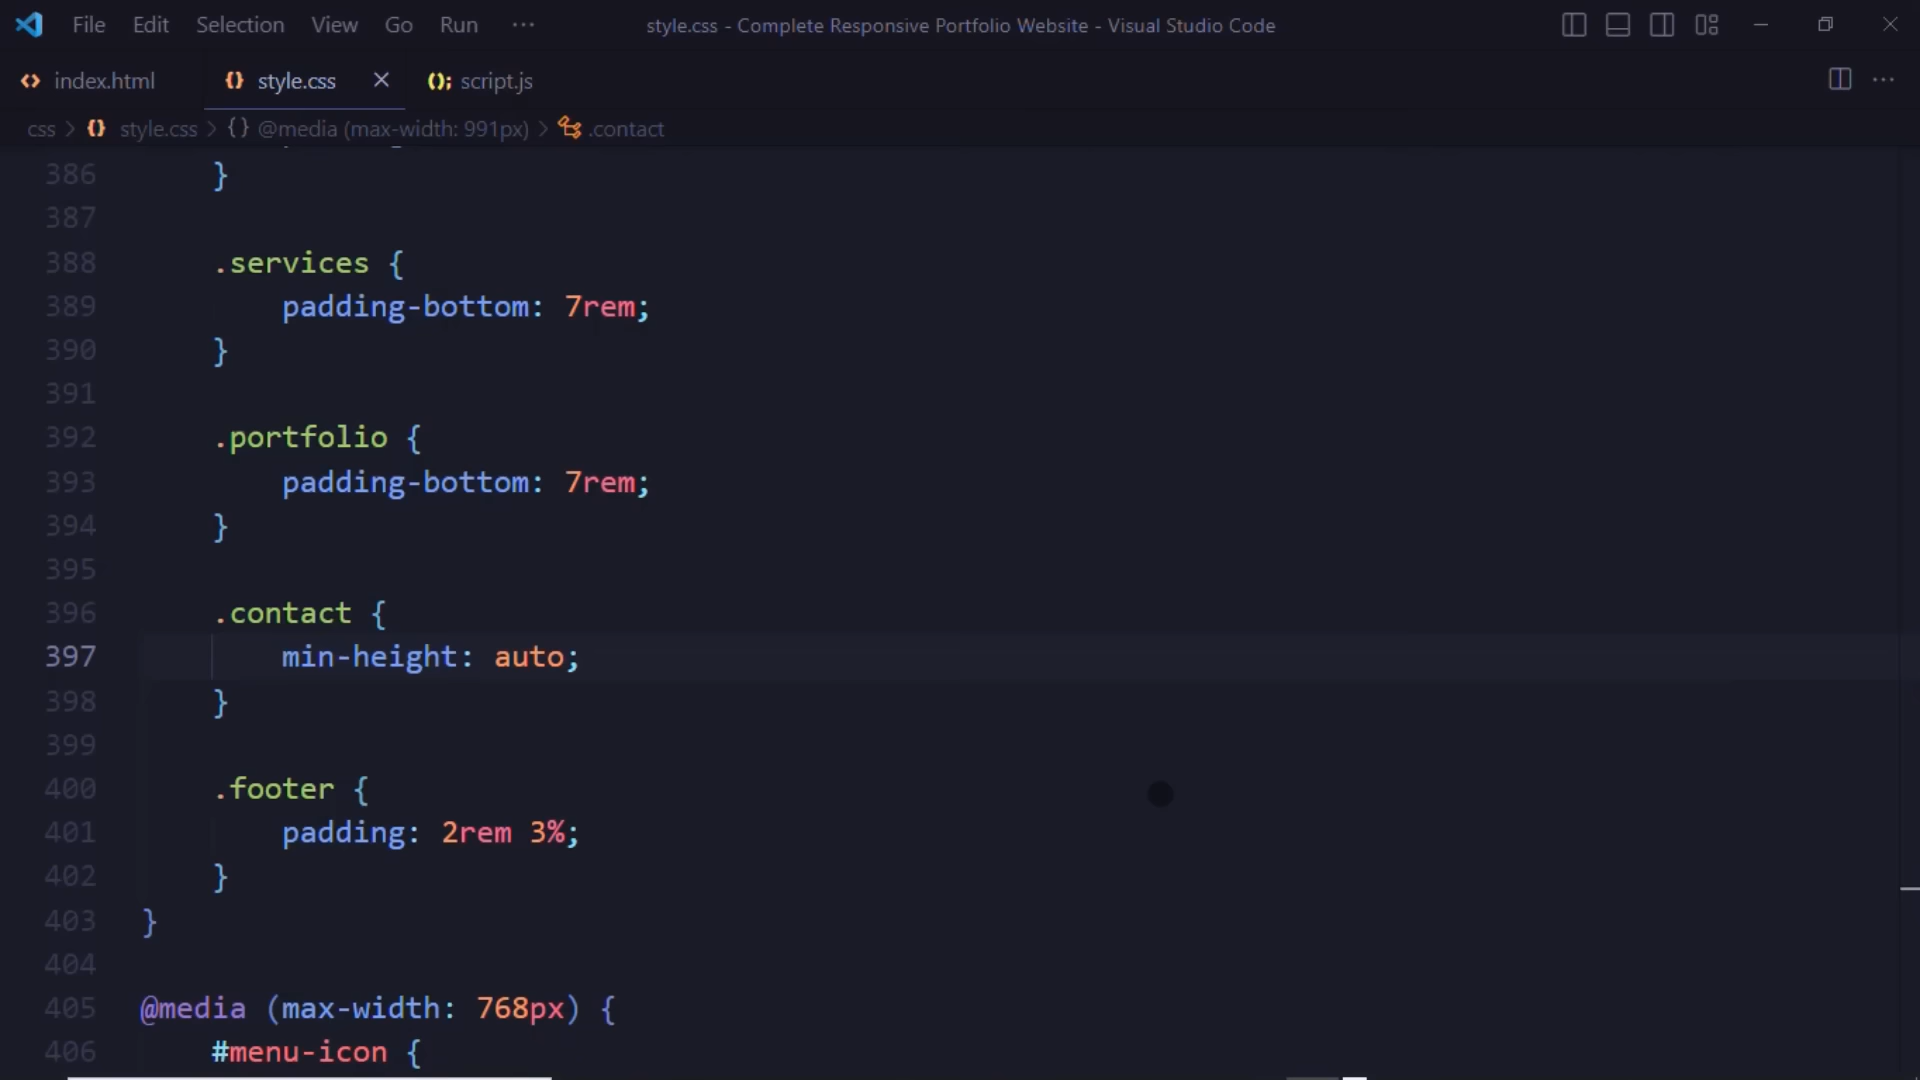 File Edit Selection View Go Run ··· style.css - Complete Responsive Portfolio Website - Visual Studio Code
index.html {} style.css (); script.js ···
css > {} style.css > {} @media (max-width: 991px) > .contact
386 }
387
388 .services {
389 padding-bottom: 7rem;
390 }
391
392 .portfolio {
393 padding-bottom: 7rem;
394 }
395
396 .contact {
397 min-height: auto;
398 }
399
400 .footer {
401 padding: 2rem 3%;
402 }
403 }
404
405 @media (max-width: 768px) {
406 #menu-icon {